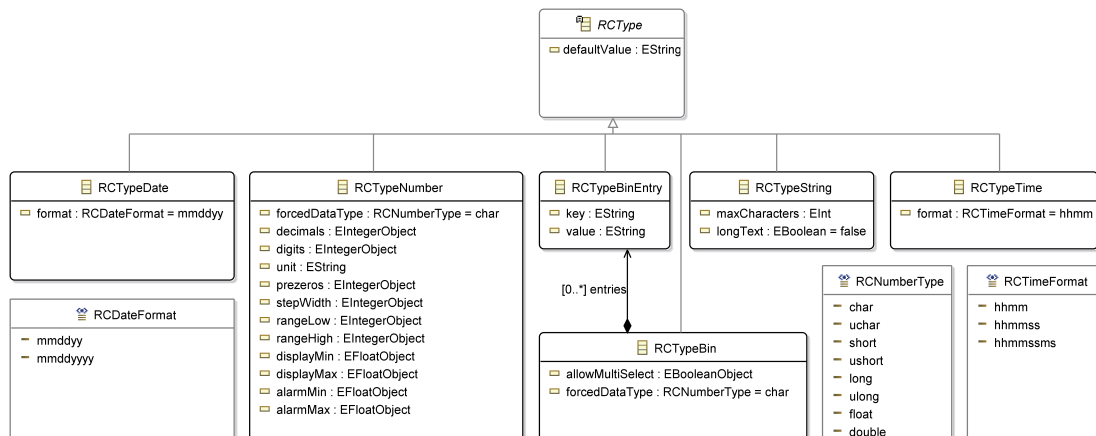 RCType
defaultValue : EString
RCTypeDate
format : RCDateFormat = mmddyy
RCTypeNumber
forcedDataType : RCNumberType = char
decimals : EIntegerObject
digits : EIntegerObject
unit : EString
prezeros : EIntegerObject
stepWidth : EIntegerObject
rangeLow : EIntegerObject
rangeHigh : EIntegerObject
displayMin : EFloatObject
displayMax : EFloatObject
alarmMin : EFloatObject
alarmMax : EFloatObject
RCTypeBinEntry
key : EString
value : EString
RCTypeString
maxCharacters : EInt
longText : EBoolean = false
RCTypeTime
format : RCTimeFormat = hhmm
RCDateFormat
mmddyy
mmddyyyy
[0..*] entries
RCTypeBin
allowMultiSelect : EBooleanObject
forcedDataType : RCNumberType = char
RCNumberType
char
uchar
short
ushort
long
ulong
float
double
RCTimeFormat
hhmm
hhmmss
hhmmssms